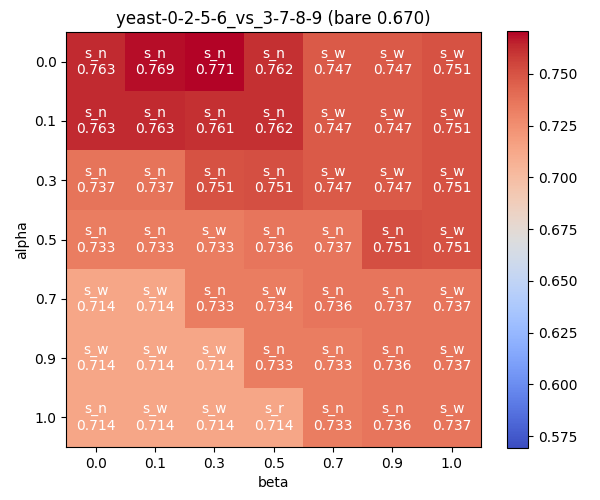 yeast-0-2-5-6_vs_3-7-8-9 (bare 0.670)
0.0 s_n s_n s_n s_n s_w s_w s_w
0.763 0.769 0.771 0.762 0.747 0.747 0.751
0.1 s_n s_n s_n s_n s_w s_w s_w
0.763 0.763 0.761 0.762 0.747 0.747 0.751
0.3 s_n s_n s_n s_n s_w s_w s_w
0.737 0.737 0.751 0.751 0.747 0.747 0.751
0.5 s_n s_n s_w s_n s_n s_n s_w
0.733 0.733 0.733 0.736 0.737 0.751 0.751
0.7 s_w s_w s_n s_w s_n s_n s_w
0.714 0.714 0.733 0.734 0.736 0.737 0.737
0.9 s_w s_w s_w s_n s_n s_n s_w
0.714 0.714 0.714 0.733 0.733 0.736 0.737
1.0 s_n s_w s_w s_r s_n s_n s_w
0.714 0.714 0.714 0.714 0.733 0.736 0.737
alpha
0.0 0.1 0.3 0.5 0.7 0.9 1.0
beta
0.750
0.725
0.700
0.675
0.650
0.625
0.600
0.575